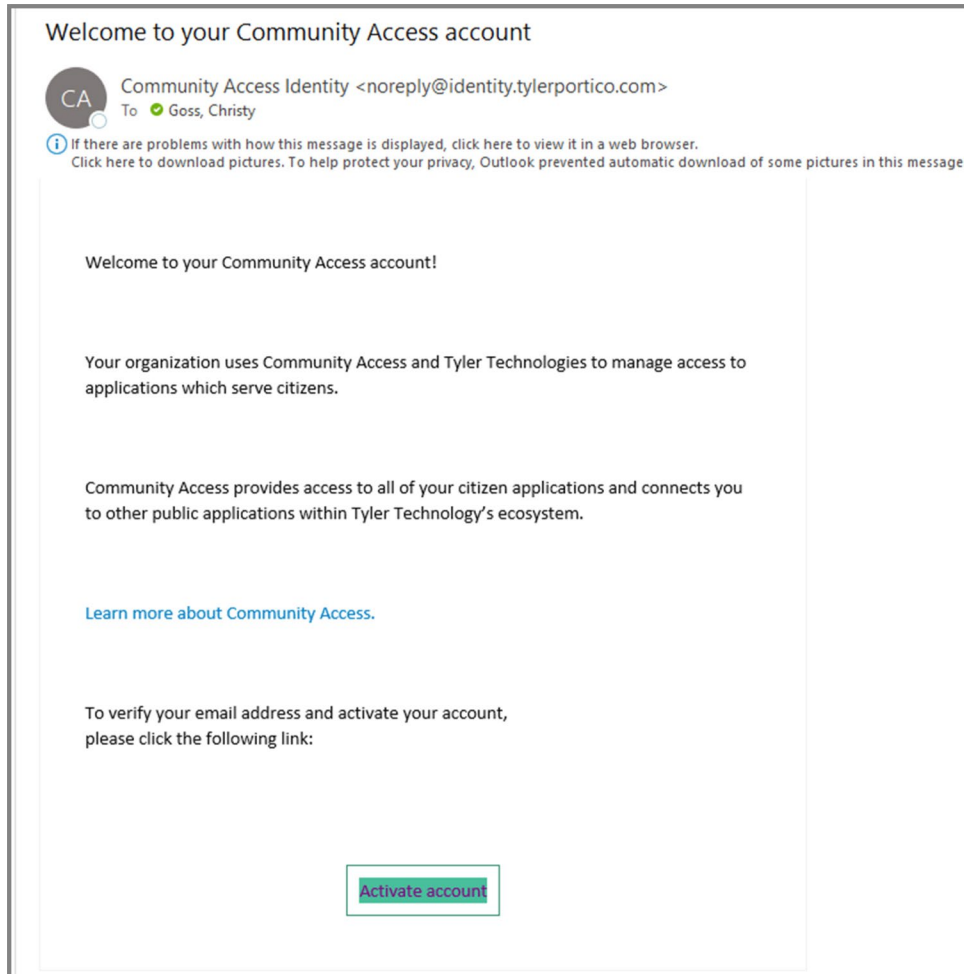 Welcome to your Community Access account
CA
Community Access Identity <noreply@identity.tylerportico.com>
To Goss, Christy
If there are problems with how this message is displayed, click here to view it in a web browser.
Click here to download pictures. To help protect your privacy, Outlook prevented automatic download of some pictures in this message
Welcome to your Community Access account!
Your organization uses Community Access and Tyler Technologies to manage access to
applications which serve citizens.
Community Access provides access to all of your citizen applications and connects you
to other public applications within Tyler Technology's ecosystem.
Learn more about Community Access.
To verify your email address and activate your account,
please click the following link:
Activate account